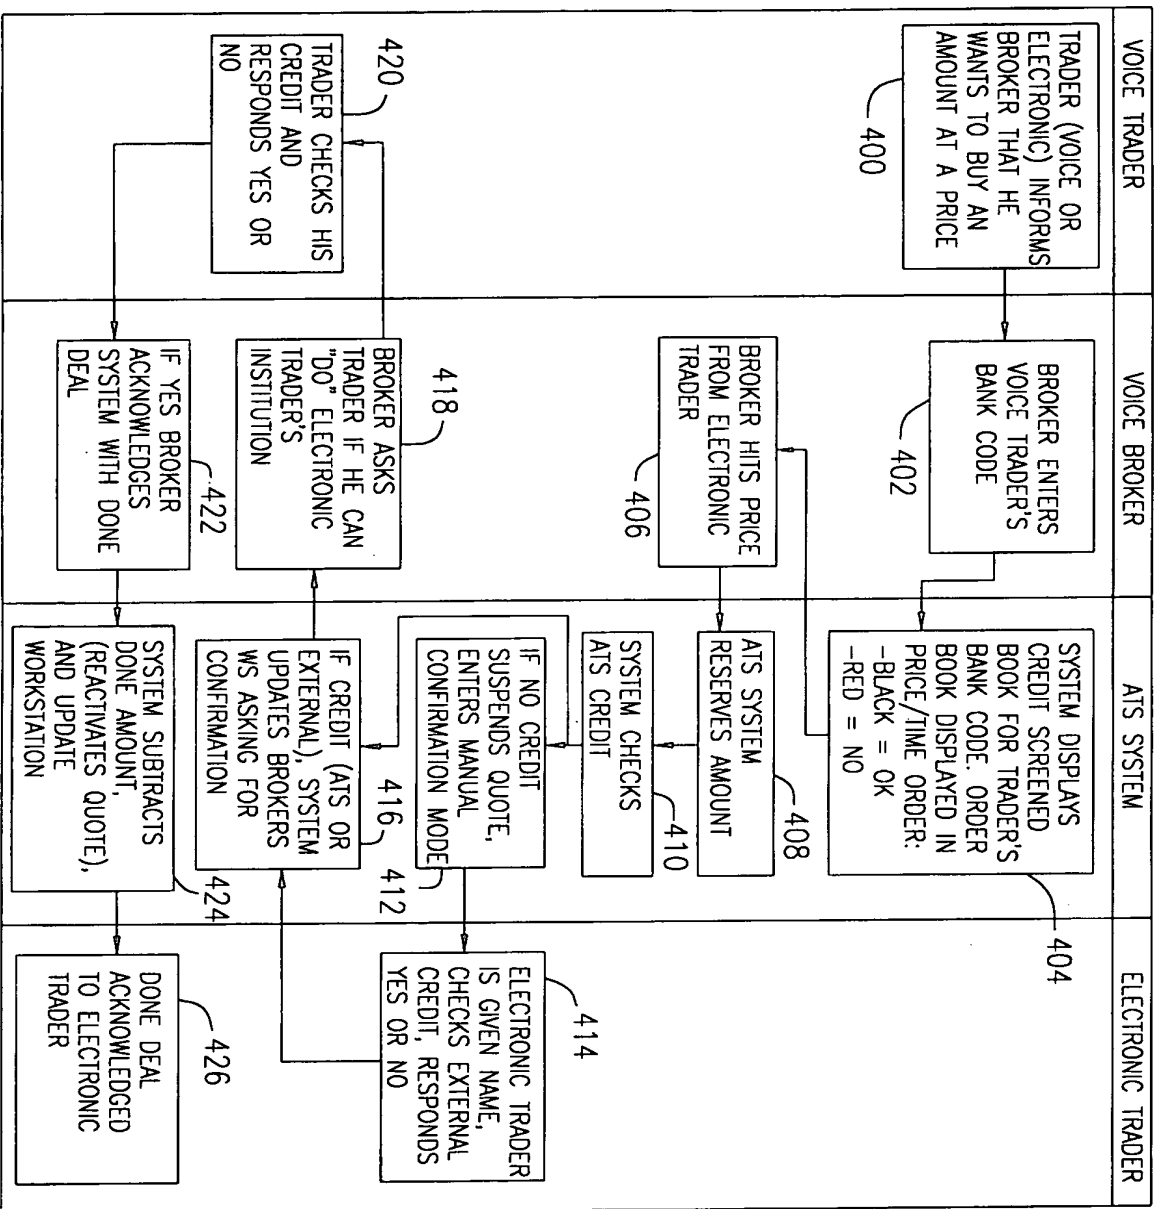 VOICE TRADER
VOICE BROKER
ATS SYSTEM
ELECTRONIC TRADER
TRADER (VOICE OR
ELECTRONIC) INFORMS
BROKER THAT HE
WANTS TO BUY AN
AMOUNT AT A PRICE
400
BROKER ENTERS
VOICE TRADER'S
BANK CODE
402
SYSTEM DISPLAYS
CREDIT SCREENED
BOOK FOR TRADER'S
BANK CODE. ORDER
BOOK DISPLAYED IN
PRICE/TIME ORDER:
-BLACK = OK
-RED = NO
404
BROKER HITS PRICE
FROM ELECTRONIC
TRADER
406
ATS SYSTEM
RESERVES AMOUNT
408
SYSTEM CHECKS
ATS CREDIT
410
IF NO CREDIT
SUSPENDS QUOTE,
ENTERS MANUAL
CONFIRMATION MODE
412
ELECTRONIC TRADER
IS GIVEN NAME,
CHECKS EXTERNAL
CREDIT, RESPONDS
YES OR NO
414
IF CREDIT (ATS OR
EXTERNAL), SYSTEM
UPDATES BROKERS
WS ASKING FOR
CONFIRMATION
416
BROKER ASKS
TRADER IF HE CAN
"DO" ELECTRONIC
TRADER'S
INSTITUTION
418
TRADER CHECKS HIS
CREDIT AND
RESPONDS YES OR
NO
420
IF YES BROKER
ACKNOWLEDGES
SYSTEM WITH DONE
DEAL
422
SYSTEM SUBTRACTS
DONE AMOUNT,
(REACTIVATES QUOTE),
AND UPDATE
WORKSTATION
424
DONE DEAL
ACKNOWLEDGED
TO ELECTRONIC
TRADER
426